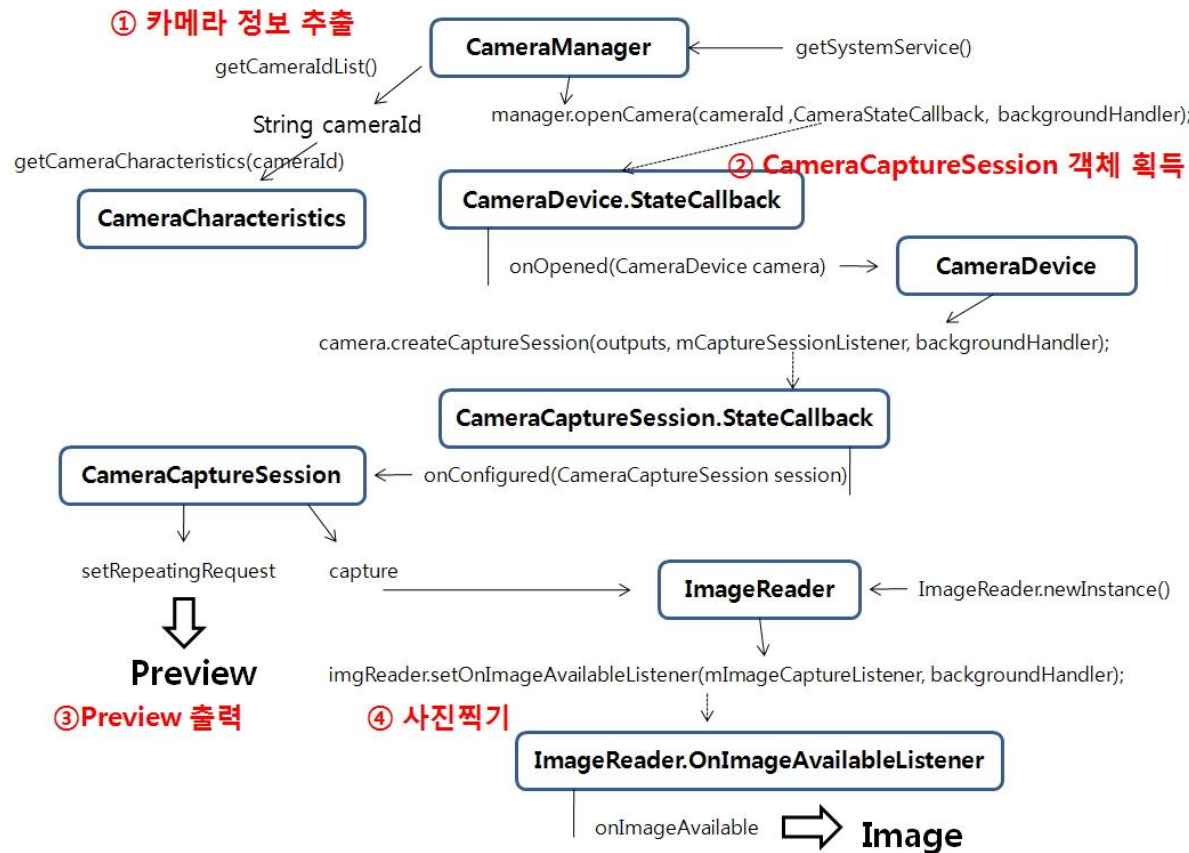 ① 카메라 정보 추출
CameraManager
getSystemService()
getCameraIdList()
String cameraId
manager.openCamera(cameraId ,CameraStateCallback, backgroundHandler);
getCameraCharacteristics(cameraId)
② CameraCaptureSession 객체 획득
CameraCharacteristics
CameraDevice.StateCallback
onOpened(CameraDevice camera)
CameraDevice
camera.createCaptureSession(outputs, mCaptureSessionListener, backgroundHandler);
CameraCaptureSession.StateCallback
CameraCaptureSession
onConfigured(CameraCaptureSession session)
setRepeatingRequest
capture
ImageReader
ImageReader.newInstance()
Preview
imgReader.setOnImageAvailableListener(mImageCaptureListener, backgroundHandler);
③Preview 출력
④ 사진찍기
ImageReader.OnImageAvailableListener
onImageAvailable
Image